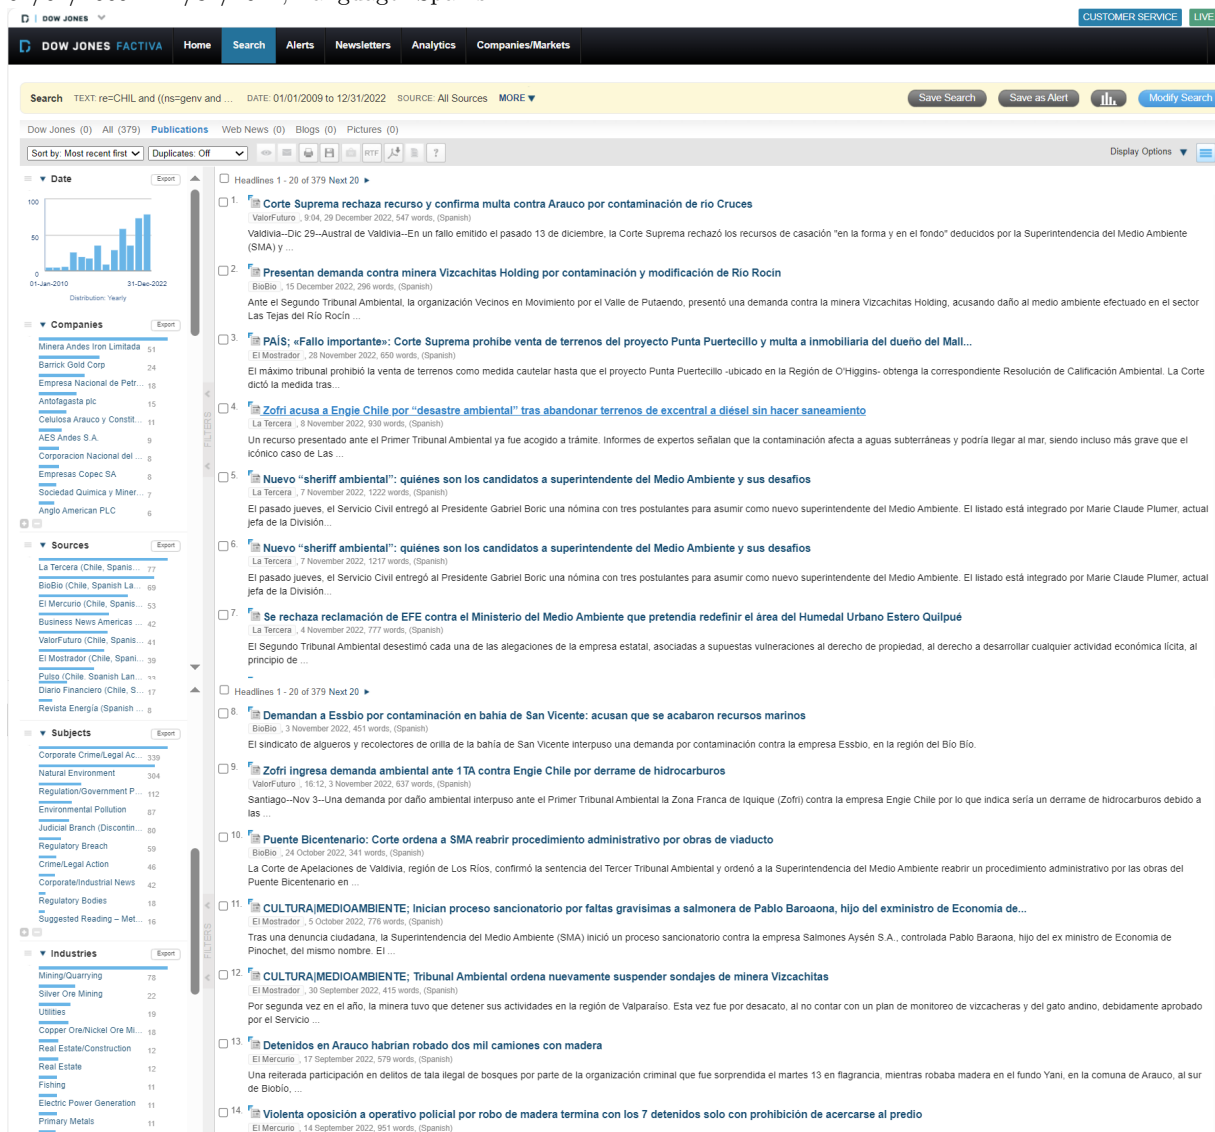 DOW JONES
CUSTOMER SERVICE
LIVE
DOW JONES FACTIVA Home Search Alerts Newsletters Analytics Companies/Markets
Search TEXT: re=CHIL and ((ns=genv and ... DATE: 01/01/2009 to 12/31/2022 SOURCE: All Sources MORE ▼
Save Search Save as Alert Modify Search
Dow Jones (0) All (379) Publications Web News (0) Blogs (0) Pictures (0)
Sort by: Most recent first Duplicates: Off RTF ? Display Options ▼
▼ Date Export
100
50
0
01-Jan-2010 31-Dec-2022
Distribution: Yearly
▼ Companies Export
Minera Andes Iron Limitada 51
Barrick Gold Corp 24
Empresa Nacional de Petr... 18
Antofagasta plc 15
Celulosa Arauco y Constit... 11
AES Andes S.A. 9
Corporacion Nacional del ... 8
Empresas Copec SA 8
Sociedad Quimica y Miner... 7
Anglo American PLC 6
▼ Sources Export
La Tercera (Chile, Spanis... 77
BioBio (Chile, Spanish La... 69
El Mercurio (Chile, Spanis... 53
Business News Americas ... 42
ValorFuturo (Chile, Spanis... 41
El Mostrador (Chile, Spani... 39
Pulso (Chile, Spanish Lan... 33
Diario Financiero (Chile, S... 17
Revista Energía (Spanish ... 8
▼ Subjects Export
Corporate Crime/Legal Ac... 339
Natural Environment 304
Regulation/Government P... 112
Environmental Pollution 87
Judicial Branch (Discontin... 80
Regulatory Breach 59
Crime/Legal Action 46
Corporate/Industrial News 42
Regulatory Bodies 18
Suggested Reading – Met... 16
▼ Industries Export
Mining/Quarrying 78
Silver Ore Mining 22
Utilities 19
Copper Ore/Nickel Ore Mi... 18
Real Estate/Construction 12
Real Estate 12
Fishing 11
Electric Power Generation 11
Primary Metals 11
FILTERS
FILTERS
Headlines 1 - 20 of 379 Next 20 ►
1. Corte Suprema rechaza recurso y confirma multa contra Arauco por contaminación de río Cruces
ValorFuturo , 9:04, 29 December 2022, 547 words, (Spanish)
Valdivia--Dic 29--Austral de Valdivia--En un fallo emitido el pasado 13 de diciembre, la Corte Suprema rechazó los recursos de casación "en la forma y en el fondo" deducidos por la Superintendencia del Medio Ambiente
(SMA) y ...
2. Presentan demanda contra minera Vizcachitas Holding por contaminación y modificación de Río Rocín
BioBio , 15 December 2022, 296 words, (Spanish)
Ante el Segundo Tribunal Ambiental, la organización Vecinos en Movimiento por el Valle de Putaendo, presentó una demanda contra la minera Vizcachitas Holding, acusando daño al medio ambiente efectuado en el sector
Las Tejas del Río Rocín ...
3. PAÍS; «Fallo importante»: Corte Suprema prohíbe venta de terrenos del proyecto Punta Puertecillo y multa a inmobiliaria del dueño del Mall...
El Mostrador , 28 November 2022, 650 words, (Spanish)
El máximo tribunal prohibió la venta de terrenos como medida cautelar hasta que el proyecto Punta Puertecillo -ubicado en la Región de O'Higgins- obtenga la correspondiente Resolución de Calificación Ambiental. La Corte
dictó la medida tras...
4. Zofri acusa a Engie Chile por “desastre ambiental” tras abandonar terrenos de excentral a diésel sin hacer saneamiento
La Tercera , 8 November 2022, 930 words, (Spanish)
Un recurso presentado ante el Primer Tribunal Ambiental ya fue acogido a trámite. Informes de expertos señalan que la contaminación afecta a aguas subterráneas y podría llegar al mar, siendo incluso más grave que el
icónico caso de Las ...
5. Nuevo “sheriff ambiental”: quiénes son los candidatos a superintendente del Medio Ambiente y sus desafíos
La Tercera , 7 November 2022, 1222 words, (Spanish)
El pasado jueves, el Servicio Civil entregó al Presidente Gabriel Boric una nómina con tres postulantes para asumir como nuevo superintendente del Medio Ambiente. El listado está integrado por Marie Claude Plumer, actual
jefa de la División...
6. Nuevo “sheriff ambiental”: quiénes son los candidatos a superintendente del Medio Ambiente y sus desafíos
La Tercera , 7 November 2022, 1217 words, (Spanish)
El pasado jueves, el Servicio Civil entregó al Presidente Gabriel Boric una nómina con tres postulantes para asumir como nuevo superintendente del Medio Ambiente. El listado está integrado por Marie Claude Plumer, actual
jefa de la División...
7. Se rechaza reclamación de EFE contra el Ministerio del Medio Ambiente que pretendía redefinir el área del Humedal Urbano Estero Quilpué
La Tercera , 4 November 2022, 777 words, (Spanish)
El Segundo Tribunal Ambiental desestimó cada una de las alegaciones de la empresa estatal, asociadas a supuestas vulneraciones al derecho de propiedad, al derecho a desarrollar cualquier actividad económica lícita, al
principio de ...
Headlines 1 - 20 of 379 Next 20 ►
8. Demandan a Essbio por contaminación en bahía de San Vicente: acusan que se acabaron recursos marinos
BioBio , 3 November 2022, 451 words, (Spanish)
El sindicato de algueros y recolectores de orilla de la bahía de San Vicente interpuso una demanda por contaminación contra la empresa Essbio, en la región del Bío Bío.
9. Zofri ingresa demanda ambiental ante 1TA contra Engie Chile por derrame de hidrocarburos
ValorFuturo , 16:12, 3 November 2022, 637 words, (Spanish)
Santiago--Nov 3--Una demanda por daño ambiental interpuso ante el Primer Tribunal Ambiental la Zona Franca de Iquique (Zofri) contra la empresa Engie Chile por lo que indica sería un derrame de hidrocarburos debido a
las ...
10. Puente Bicentenario: Corte ordena a SMA reabrir procedimiento administrativo por obras de viaducto
BioBio , 24 October 2022, 341 words, (Spanish)
La Corte de Apelaciones de Valdivia, región de Los Ríos, confirmó la sentencia del Tercer Tribunal Ambiental y ordenó a la Superintendencia del Medio Ambiente reabrir un procedimiento administrativo por las obras del
Puente Bicentenario en ...
11. CULTURA|MEDIOAMBIENTE; Inician proceso sancionatorio por faltas gravísimas a salmonera de Pablo Baroaona, hijo del exministro de Economía de...
El Mostrador , 5 October 2022, 776 words, (Spanish)
Tras una denuncia ciudadana, la Superintendencia del Medio Ambiente (SMA) inició un proceso sancionatorio contra la empresa Salmones Aysén S.A., controlada Pablo Baraona, hijo del ex ministro de Economia de
Pinochet, del mismo nombre. El ...
12. CULTURA|MEDIOAMBIENTE; Tribunal Ambiental ordena nuevamente suspender sondajes de minera Vizcachitas
El Mostrador , 30 September 2022, 415 words, (Spanish)
Por segunda vez en el año, la minera tuvo que detener sus actividades en la región de Valparaíso. Esta vez fue por desacato, al no contar con un plan de monitoreo de vizcacheras y del gato andino, debidamente aprobado
por el Servicio ...
13. Detenidos en Arauco habrían robado dos mil camiones con madera
El Mercurio , 17 September 2022, 579 words, (Spanish)
Una reiterada participación en delitos de tala ilegal de bosques por parte de la organización criminal que fue sorprendida el martes 13 en flagrancia, mientras robaba madera en el fundo Yani, en la comuna de Arauco, al sur
de Biobío, ...
14. Violenta oposición a operativo policial por robo de madera termina con los 7 detenidos solo con prohibición de acercarse al predio
El Mercurio , 14 September 2022, 951 words, (Spanish)